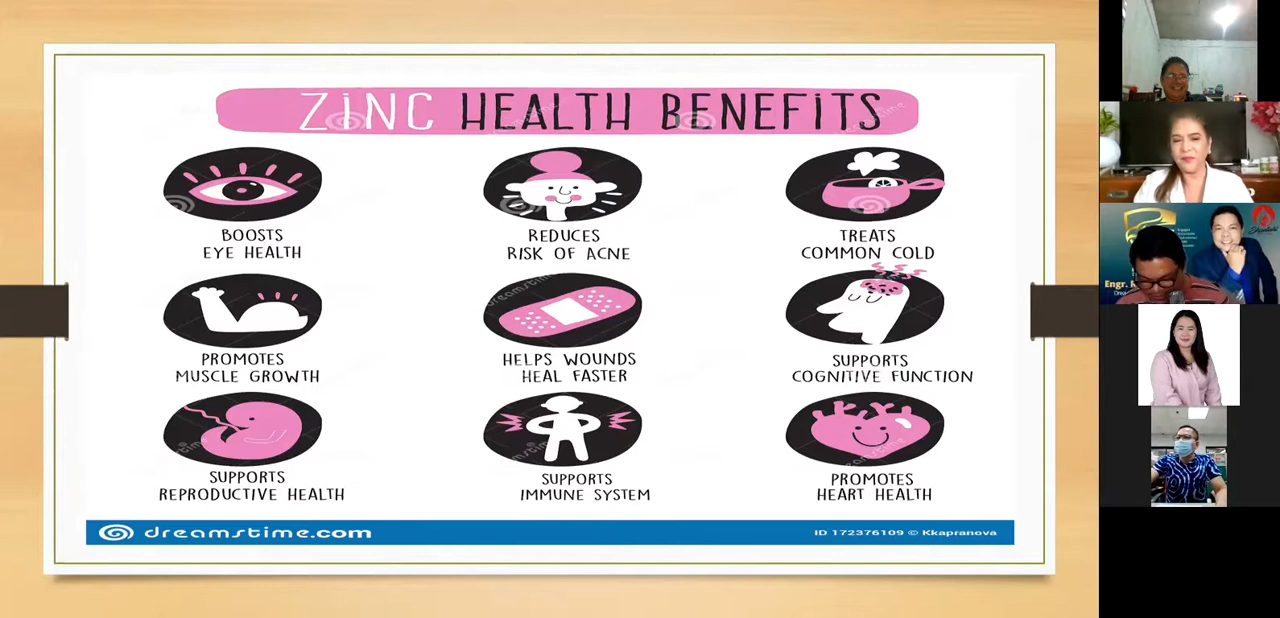 ZiNC HEALTH BENEFITS
BOOSTS
EYE HEALTH
REDUCES
RISK OF ACNE
TREATS
COMMON COLD
PROMOTES
MUSCLE GROWTH
HELPS WOUNDS
HEAL FASTER
SUPPORTS
COGNITIVE FUNCTION
SUPPORTS
REPRODUCTIVE HEALTH
SUPPORTS
IMMUNE SYSTEM
PROMOTES
HEART HEALTH
dreamstime.com
ID 172376109 © Kkapranova
Engr.